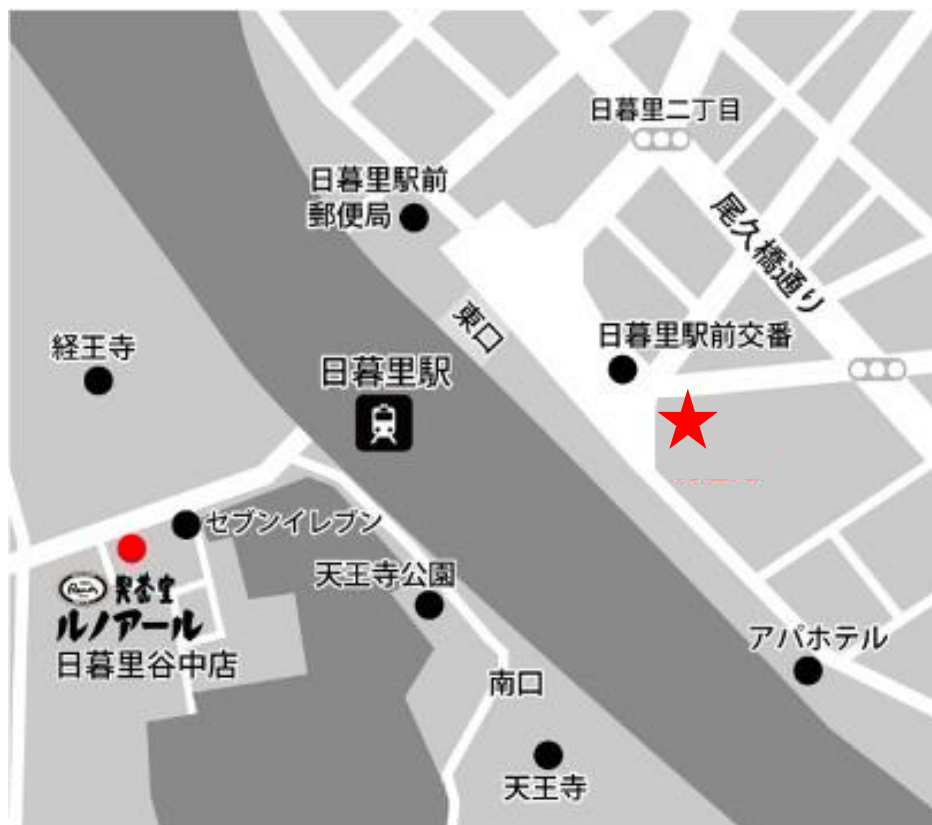 日暮里二丁目
日暮里駅前
郵便局
尾久橋通り
東口
日暮里駅前交番
経王寺
日暮里駅
セブンイレブン
天王寺公園
喫茶室
ルノアール
日暮里谷中店
アパホテル
南口
天王寺